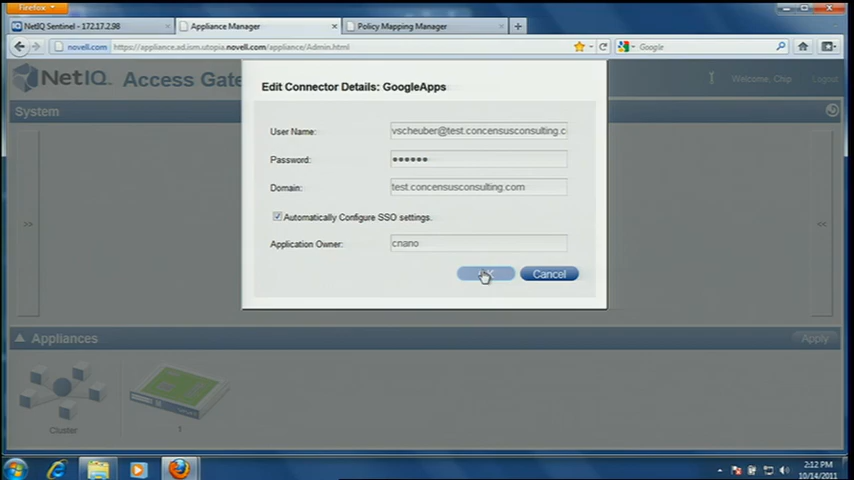 Firefox
NetIQ Sentinel - 172.17.2.98
Appliance Manager
Policy Mapping Manager
novell.com
https://appliance.ad.ism.utopia.novell.com/appliance/Admin.html
Google
NetIQ Access Gate
Welcome, Chip
Logout
System
Edit Connector Details: GoogleApps
User Name: vscheuber@test.concensusconsulting.c
Password: ••••••
Domain: test.concensusconsulting.com
Automatically Configure SSO settings.
Application Owner: cnano
Cancel
>>
<<
Appliances
Apply
Cluster
1
2:12 PM
10/14/2011